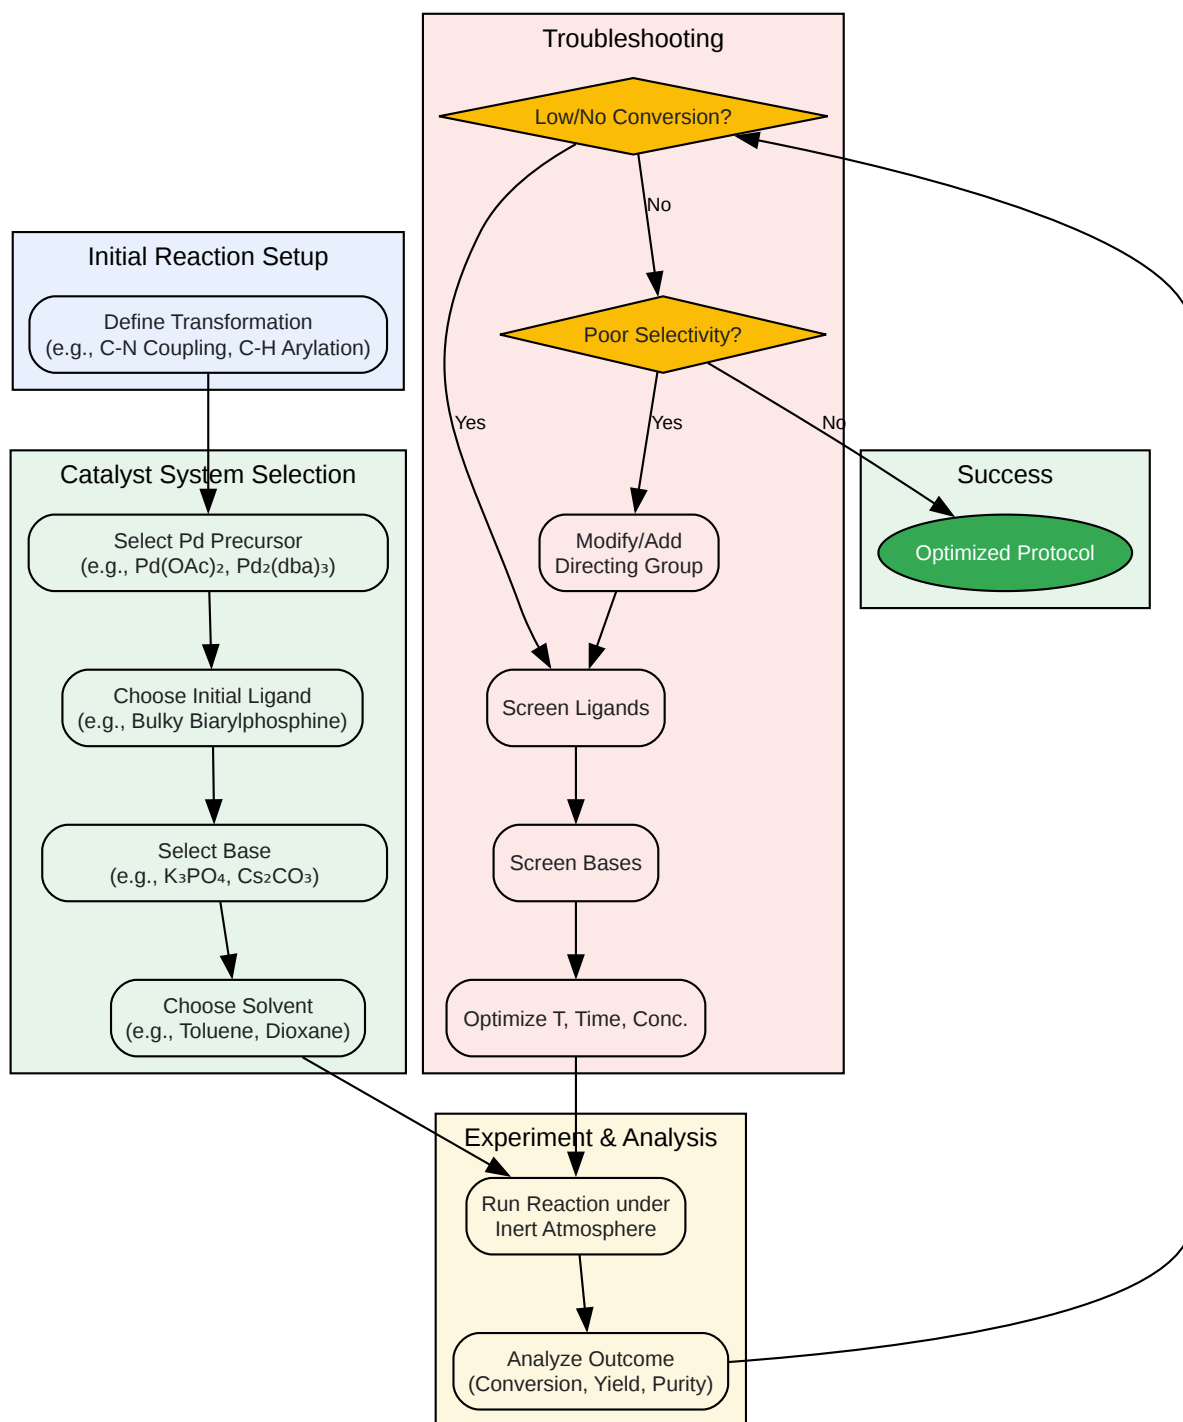 Troubleshooting
Low/No Conversion?
No
Initial Reaction Setup
Define Transformation
(e.g., C-N Coupling, C-H Arylation)
Poor Selectivity?
Yes
Yes
No
Catalyst System Selection
Success
Select Pd Precursor
(e.g., Pd(OAc)₂, Pd₂(dba)₃)
Modify/Add
Directing Group
Optimized Protocol
Choose Initial Ligand
(e.g., Bulky Biarylphosphine)
Screen Ligands
Select Base
(e.g., K₃PO₄, Cs₂CO₃)
Screen Bases
Choose Solvent
(e.g., Toluene, Dioxane)
Optimize T, Time, Conc.
Experiment & Analysis
Run Reaction under
Inert Atmosphere
Analyze Outcome
(Conversion, Yield, Purity)